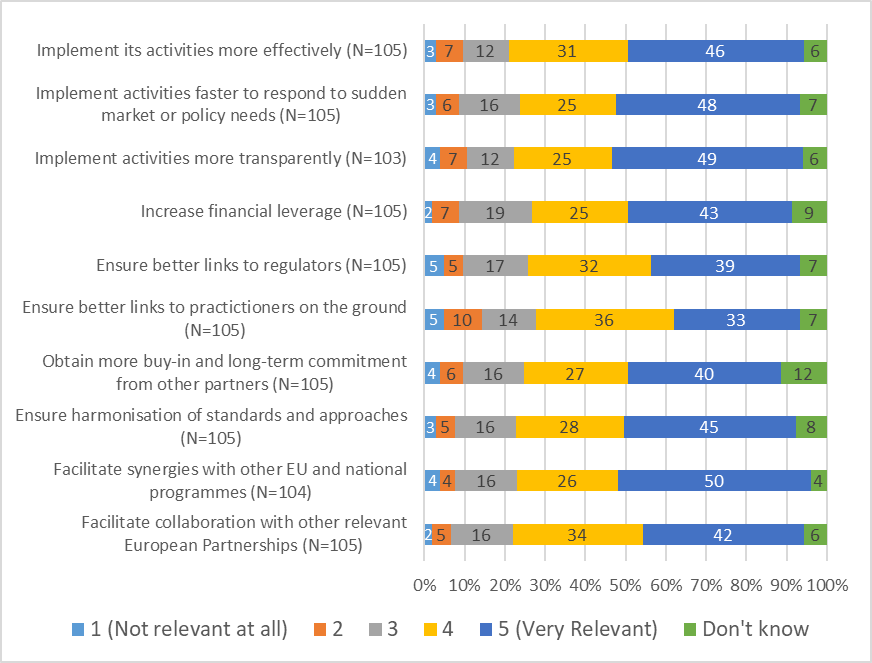 Implement its activities more effectively (N=105)
3 7 12 31 46 6
Implement activities faster to respond to sudden
market or policy needs (N=105)
3 6 16 25 48 7
Implement activities more transparently (N=103)
4 7 12 25 49 6
Increase financial leverage (N=105)
2 7 19 25 43 9
Ensure better links to regulators (N=105)
5 5 17 32 39 7
Ensure better links to practictioners on the ground
(N=105)
5 10 14 36 33 7
Obtain more buy-in and long-term commitment
from other partners (N=105)
4 6 16 27 40 12
Ensure harmonisation of standards and approaches
(N=105)
3 5 16 28 45 8
Facilitate synergies with other EU and national
programmes (N=104)
4 4 16 26 50 4
Facilitate collaboration with other relevant
European Partnerships (N=105)
2 5 16 34 42 6
0% 10% 20% 30% 40% 50% 60% 70% 80% 90% 100%
1 (Not relevant at all) 2 3 4 5 (Very Relevant) Don't know